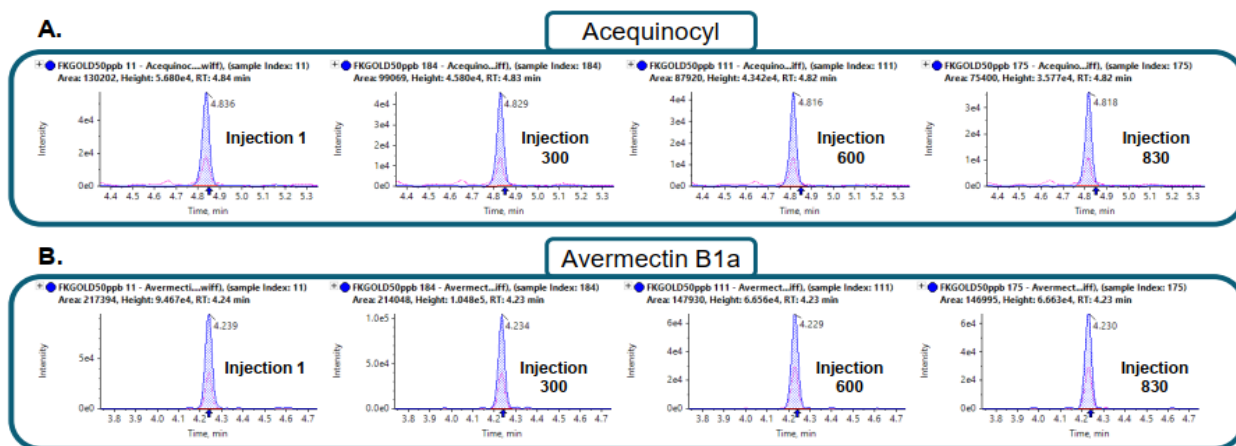 A.
Acequinocyl
FKGOLD50ppb 11 - Acequinoc....wiff), (sample Index: 11)
Area: 130202, Height: 5.680e4, RT: 4.84 min
4.836
Injection 1
Intensity
4e4
2e4
0e0
4.4 4.5 4.6 4.7 4.8 4.9 5.0 5.1 5.2 5.3
Time, min
FKGOLD50ppb 184 - Acequino...iff), (sample Index: 184)
Area: 99069, Height: 4.580e4, RT: 4.83 min
4.829
Injection
300
Intensity
4e4
3e4
2e4
1e4
0e0
4.4 4.5 4.6 4.7 4.8 4.9 5.0 5.1 5.2 5.3
Time, min
FKGOLD50ppb 111 - Acequino...iff), (sample Index: 111)
Area: 87920, Height: 4.342e4, RT: 4.82 min
4.816
Injection
600
Intensity
4e4
3e4
2e4
1e4
0e0
4.4 4.5 4.6 4.7 4.8 4.9 5.0 5.1 5.2 5.3
Time, min
FKGOLD50ppb 175 - Acequino...iff), (sample Index: 175)
Area: 75400, Height: 3.577e4, RT: 4.82 min
4.818
Injection
830
Intensity
3e4
2e4
1e4
0e0
4.4 4.5 4.6 4.7 4.8 4.9 5.0 5.1 5.2 5.3
Time, min
B.
Avermectin B1a
FKGOLD50ppb 11 - Avermecti....wiff), (sample Index: 11)
Area: 217394, Height: 9.467e4, RT: 4.24 min
4.239
Injection 1
Intensity
5e4
0e0
3.8 3.9 4.0 4.1 4.2 4.3 4.4 4.5 4.6 4.7
Time, min
FKGOLD50ppb 184 - Avermect...iff), (sample Index: 184)
Area: 214048, Height: 1.048e5, RT: 4.23 min
4.234
Injection
300
Intensity
1.0e5
5.0e4
0.0e0
3.8 3.9 4.0 4.1 4.2 4.3 4.4 4.5 4.6 4.7
Time, min
FKGOLD50ppb 111 - Avermect...iff), (sample Index: 111)
Area: 147930, Height: 6.656e4, RT: 4.23 min
4.229
Injection
600
Intensity
6e4
4e4
2e4
0e0
3.8 3.9 4.0 4.1 4.2 4.3 4.4 4.5 4.6 4.7
Time, min
FKGOLD50ppb 175 - Avermect...iff), (sample Index: 175)
Area: 146995, Height: 6.663e4, RT: 4.23 min
4.230
Injection
830
Intensity
6e4
4e4
2e4
0e0
3.8 3.9 4.0 4.1 4.2 4.3 4.4 4.5 4.6 4.7
Time, min